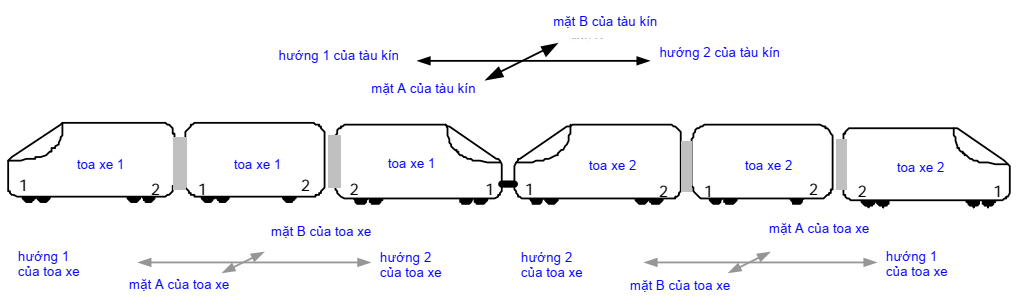 mặt B của tàu kín
hướng 1 của tàu kín
hướng 2 của tàu kín
mặt A của tàu kín
toa xe 1
toa xe 1
toa xe 1
toa xe 2
toa xe 2
toa xe 2
1 2 1 2 2 1 1 2 1 2 2 1
mặt B của toa xe
mặt A của toa xe
hướng 1
của toa xe
hướng 2
của toa xe
hướng 2
của toa xe
hướng 1
của toa xe
mặt A của toa xe
mặt B của toa xe